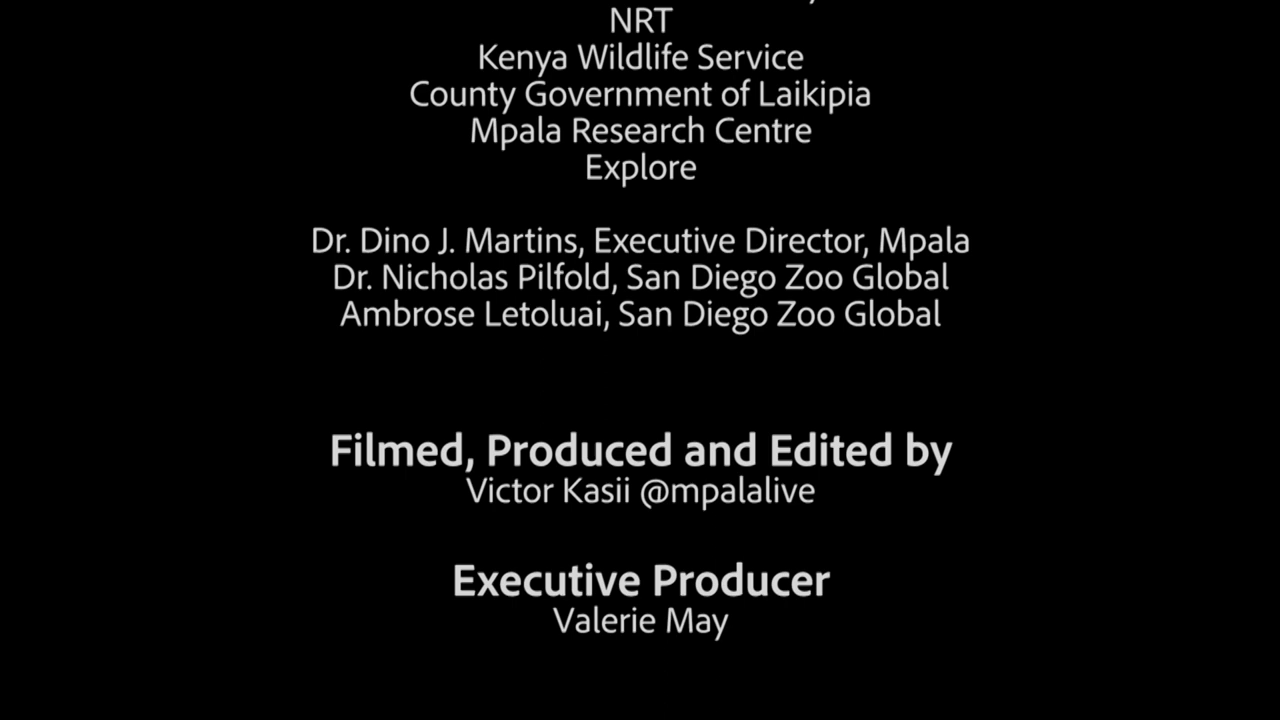 NRT
Kenya Wildlife Service
County Government of Laikipia
Mpala Research Centre
Explore
Dr. Dino J. Martins, Executive Director, Mpala
Dr. Nicholas Pilfold, San Diego Zoo Global
Ambrose Letoluai, San Diego Zoo Global
Filmed, Produced and Edited by
Victor Kasii @mpalalive
Executive Producer
Valerie May